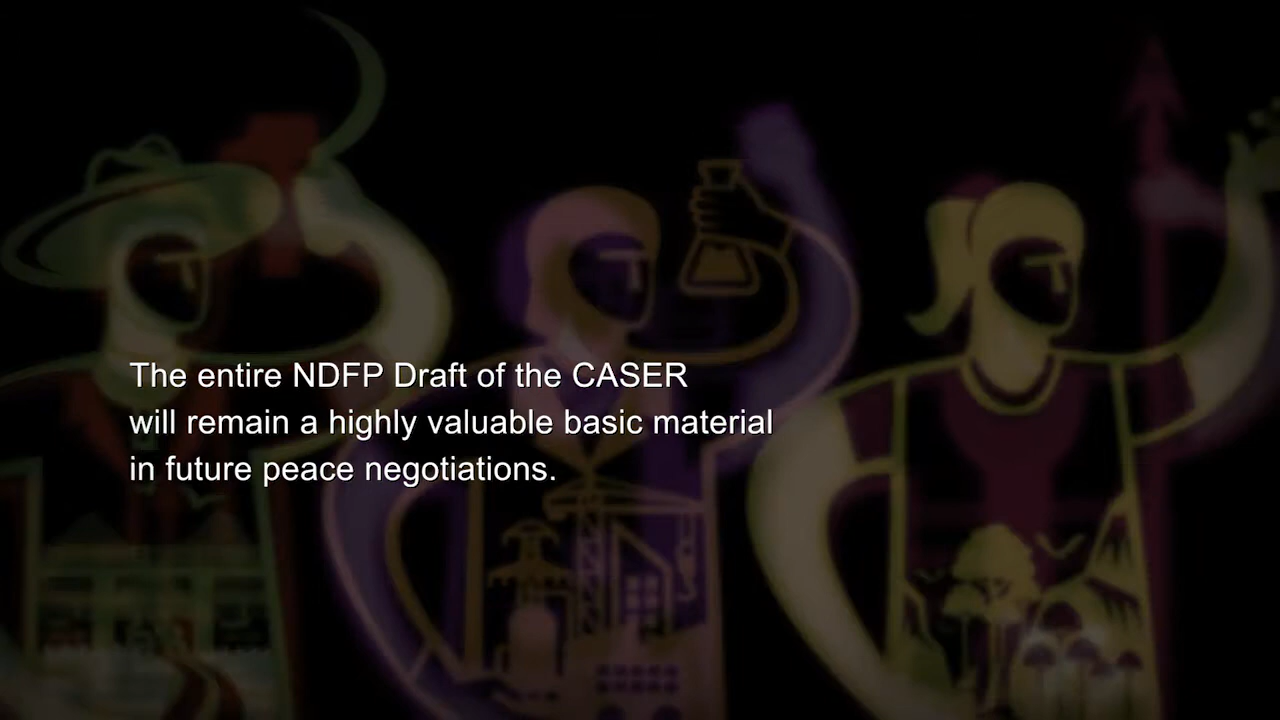 The entire NDFP Draft of the CASER
will remain a highly valuable basic material
in future peace negotiations.